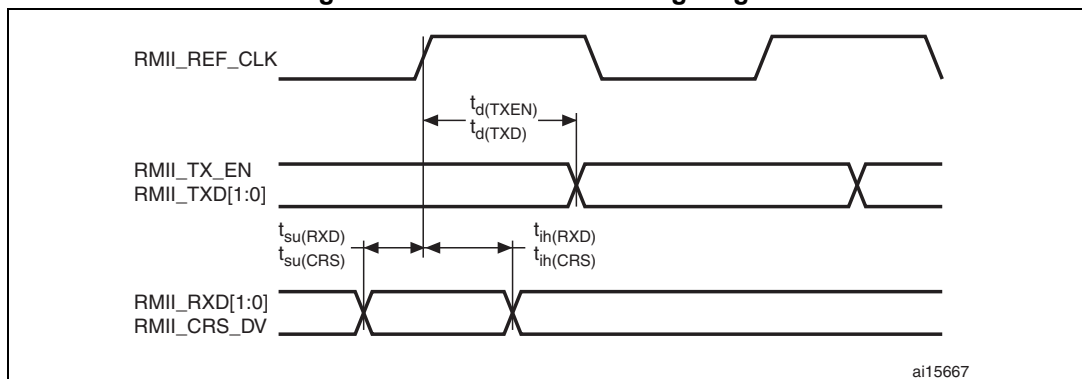 RMII_REF_CLK
td(TXEN)
td(TXD)
RMII_TX_EN
RMII_TXD[1:0]
tsu(RXD)
tsu(CRS)
tih(RXD)
tih(CRS)
RMII_RXD[1:0]
RMII_CRS_DV
ai15667